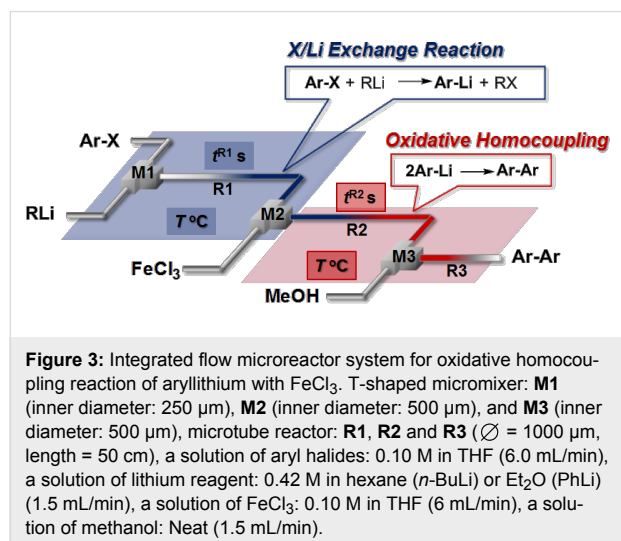 X/Li Exchange Reaction
Ar-X + RLi ⟶ Ar-Li + RX
Ar-X
Oxidative Homocoupling
t^R1 s
M1
R1
2Ar-Li ⟶ Ar-Ar
t^R2 s
RLi
T °C
M2
R2
FeCl3
T °C
M3
R3
Ar-Ar
MeOH
Figure 3: Integrated flow microreactor system for oxidative homocou-
pling reaction of aryllithium with FeCl3. T-shaped micromixer: M1
(inner diameter: 250 μm), M2 (inner diameter: 500 μm), and M3 (inner
diameter: 500 μm), microtube reactor: R1, R2 and R3 (∅ = 1000 μm,
length = 50 cm), a solution of aryl halides: 0.10 M in THF (6.0 mL/min),
a solution of lithium reagent: 0.42 M in hexane (n-BuLi) or Et2O (PhLi)
(1.5 mL/min), a solution of FeCl3: 0.10 M in THF (6 mL/min), a solu-
tion of methanol: Neat (1.5 mL/min).